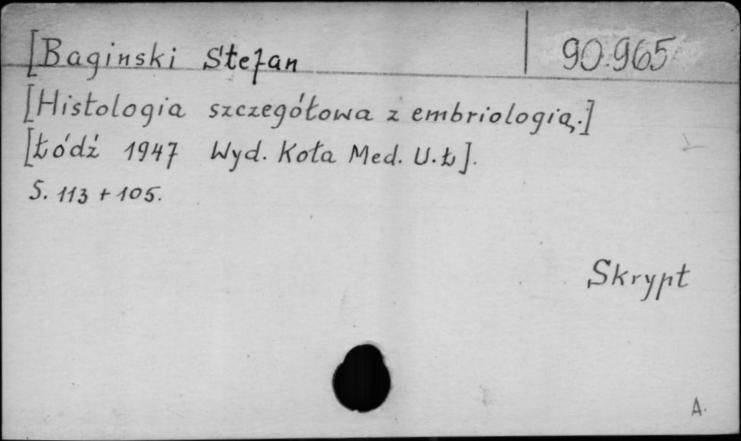 [Baginski Stefan
90.965
[Histologia szczegółowa z embriologią.]
[Łódź 1947 Wyd. Koła Med. U.Ł].
S. 113 + 105.
Skrypt
A.